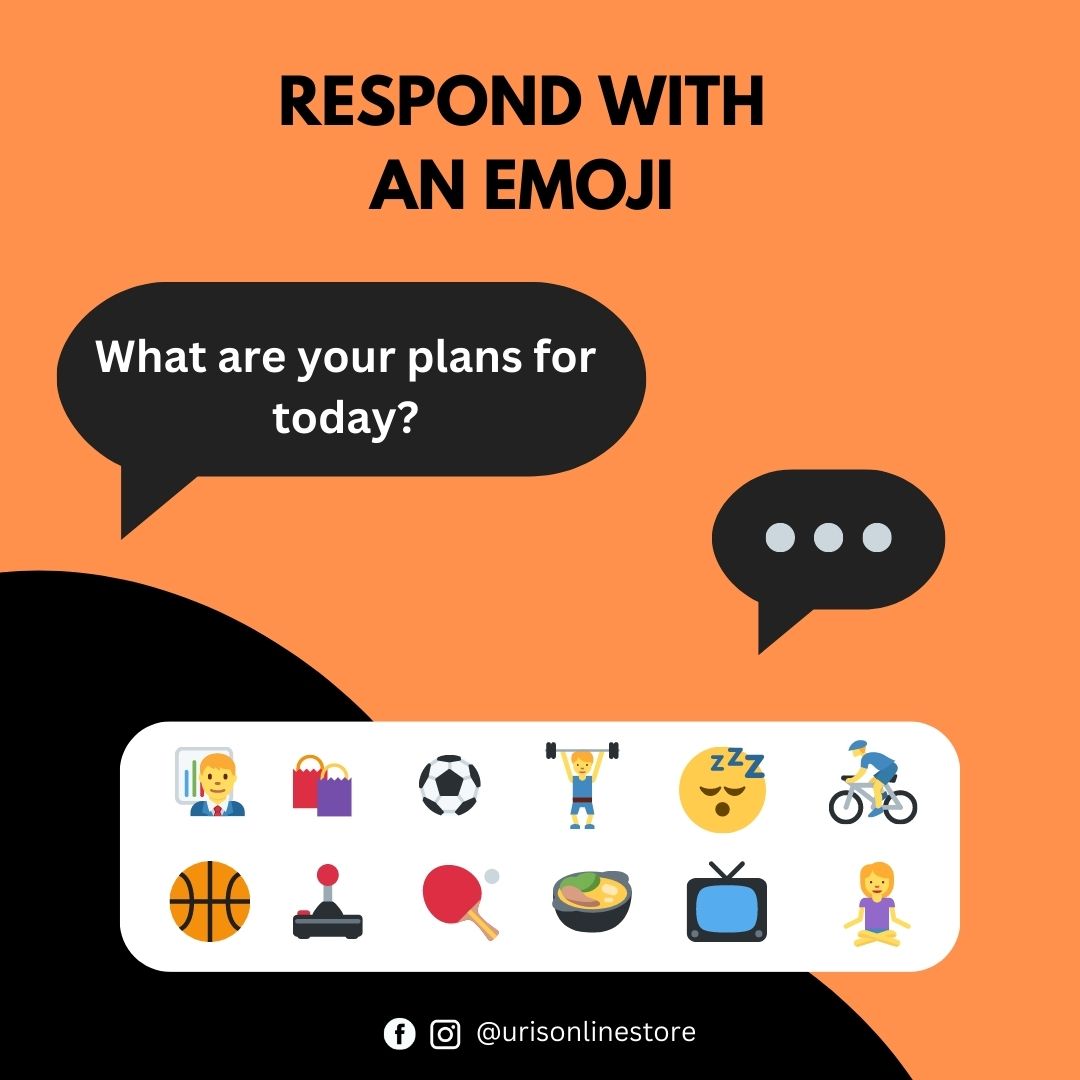 RESPOND WITH
AN EMOJI
What are your plans for
today?
@urisonlinestore